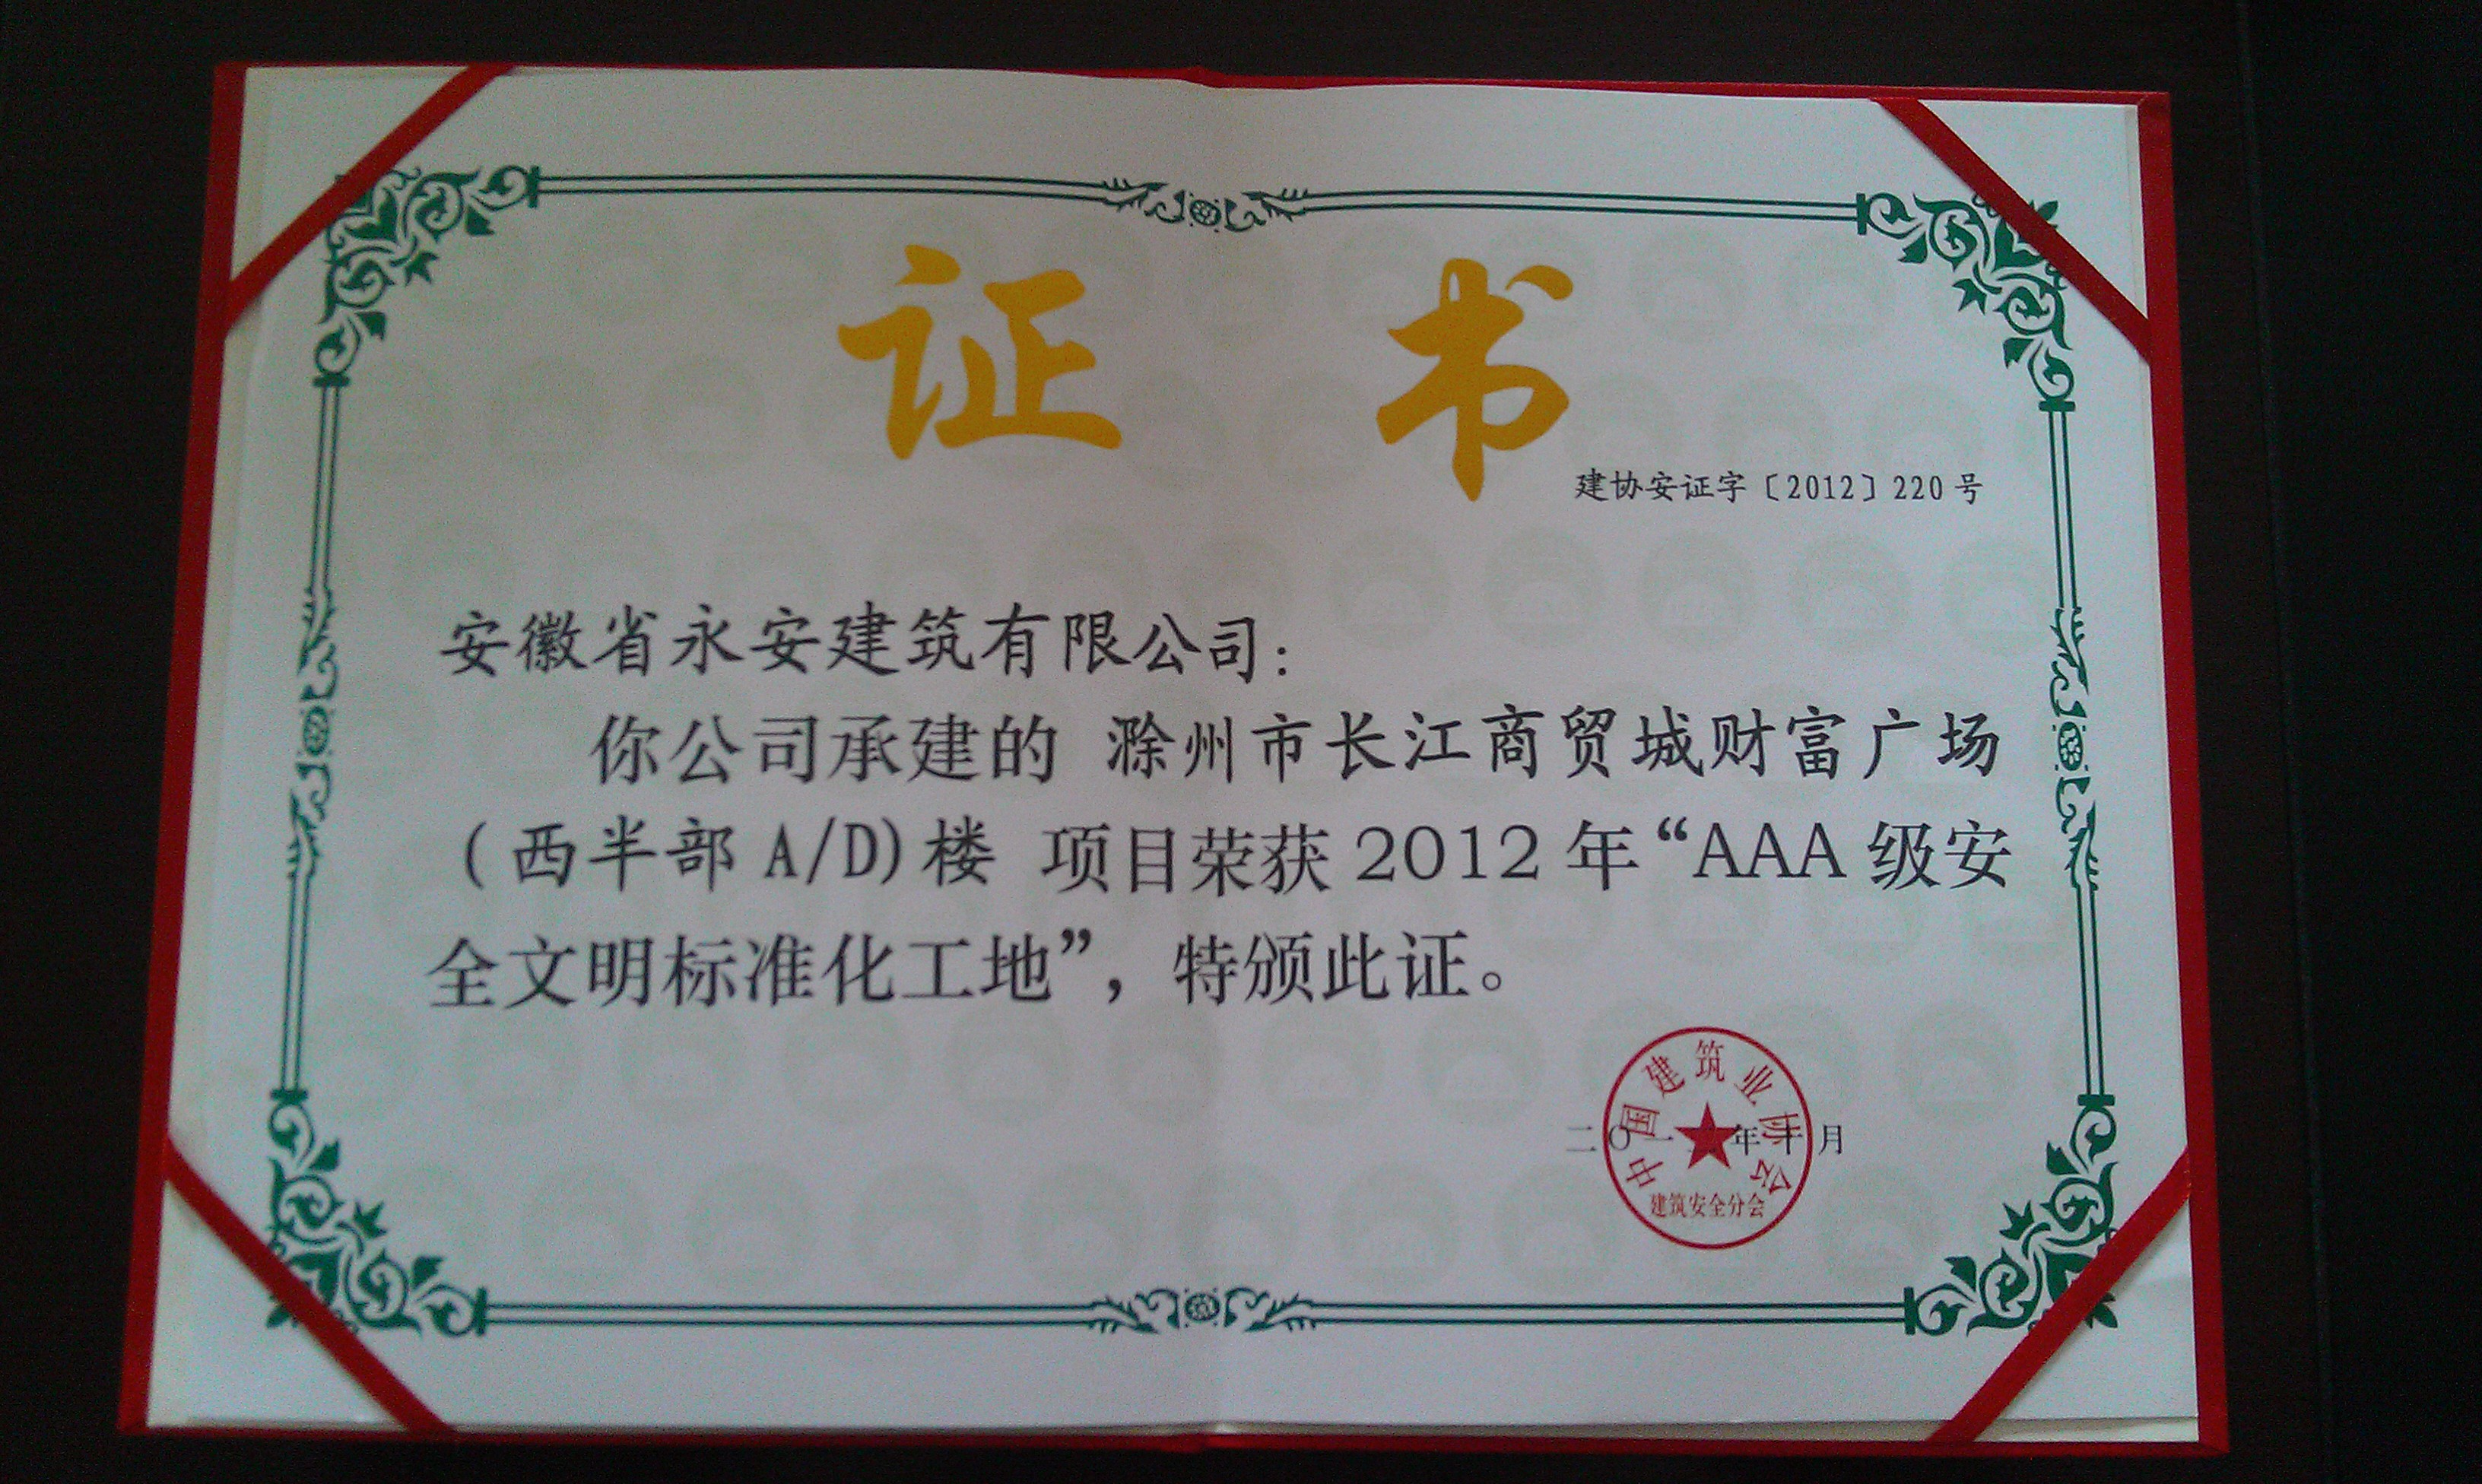 证 书
建协安证字〔2012〕220号
安徽省永安建筑有限公司：
你公司承建的 滁州市长江商贸城财富广场
(西半部 A/D)楼 项目荣获2012年“AAA级安
全文明标准化工地”，特颁此证。
中国建筑业协会
二〇一 年十月
建筑安全分会